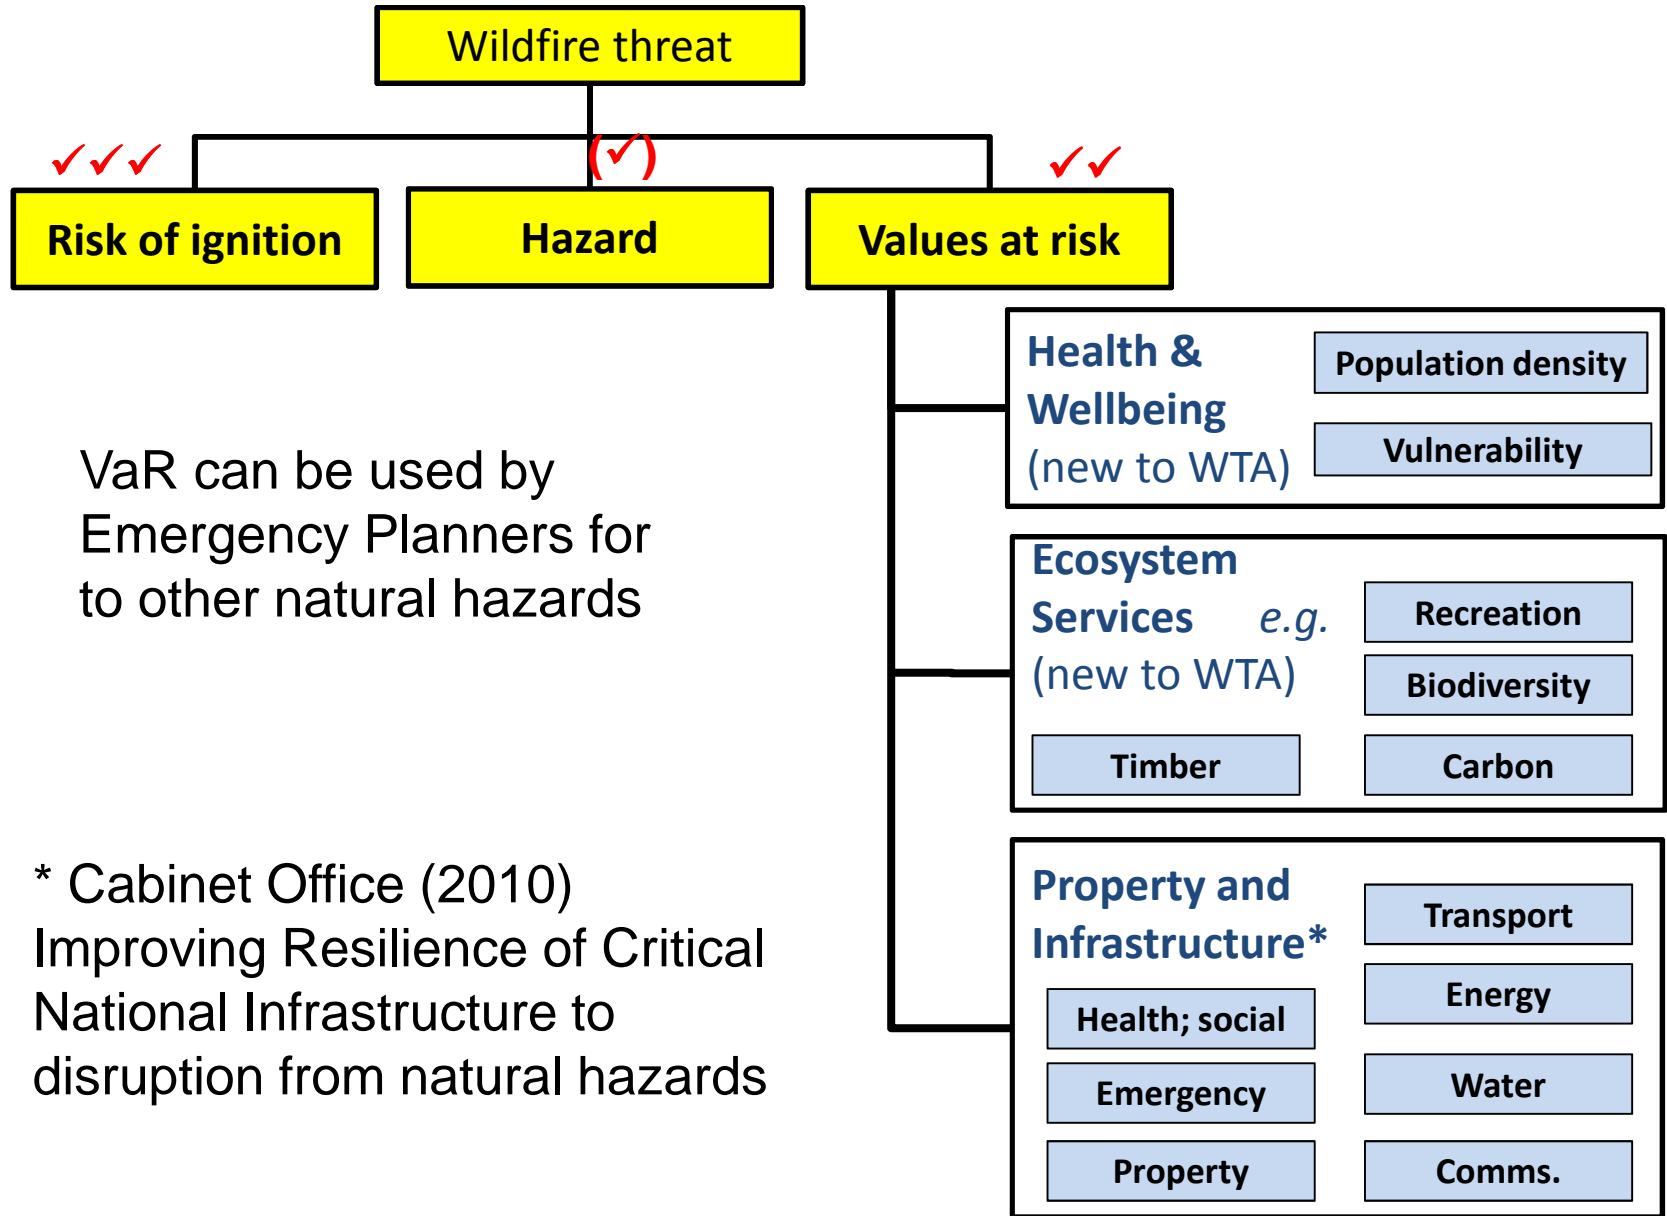 Wildfire threat
✓✓✓
(✓)
✓✓
Risk of ignition
Hazard
Values at risk
Health &
Wellbeing
(new to WTA)
Population density
Vulnerability
VaR can be used by
Emergency Planners for
to other natural hazards
Ecosystem
Services e.g.
(new to WTA)
Recreation
Biodiversity
Timber
Carbon
* Cabinet Office (2010)
Improving Resilience of Critical
National Infrastructure to
disruption from natural hazards
Property and
Infrastructure*
Health; social
Emergency
Property
Transport
Energy
Water
Comms.